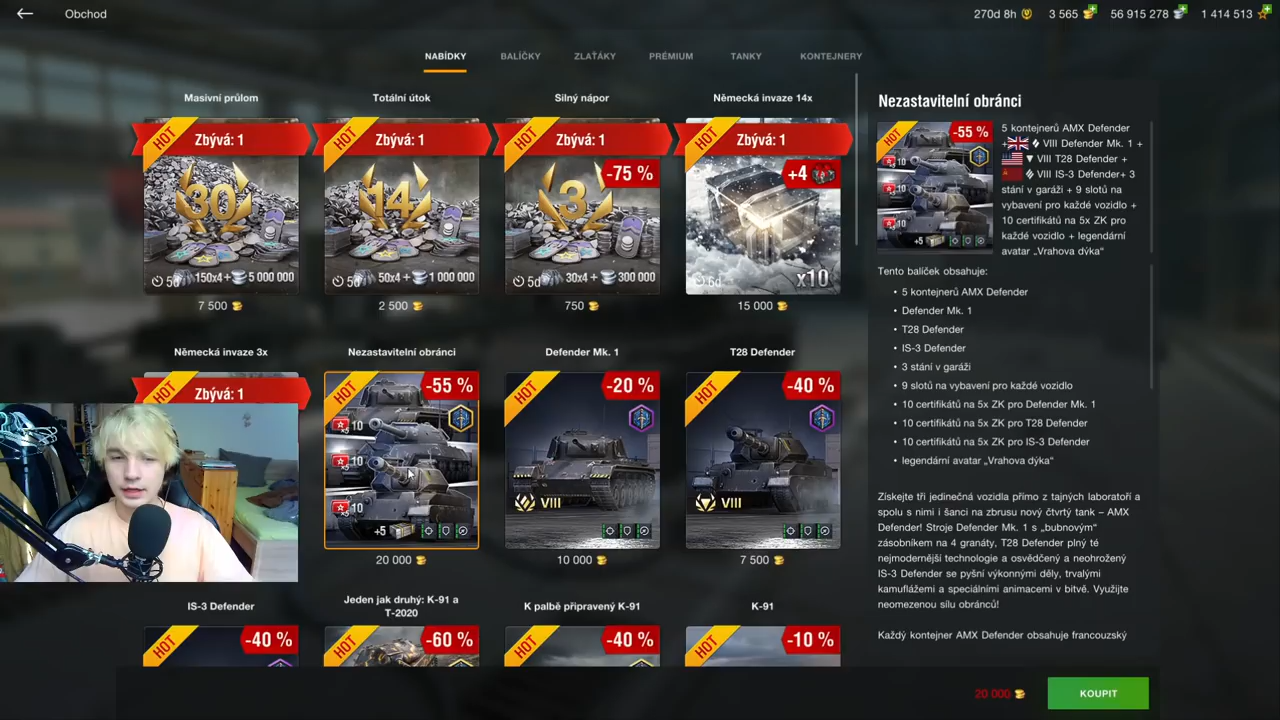 Obchod
270d 8h
3 565
56 915 278
1 414 513
NABÍDKY
BALÍČKY
ZLAŤÁKY
PRÉMIUM
TANKY
KONTEJNERY
Masivní průlom
HOT
Zbývá: 1
30
5d
150x4+ 5 000 000
7 500
Totální útok
HOT
Zbývá: 1
14
5d
50x4+ 1 000 000
2 500
Silný nápor
HOT
Zbývá: 1
-75 %
3
5d
30x4+ 300 000
750
Německá invaze 14x
HOT
Zbývá: 1
+4
6d
x10
15 000
Německá invaze 3x
HOT
Zbývá: 1
Nezastavitelní obránci
HOT
-55 %
10
10
10
+5
20 000
Defender Mk. 1
HOT
-20 %
VIII
10 000
T28 Defender
HOT
-40 %
VIII
7 500
IS-3 Defender
HOT
-40 %
Jeden jak druhý: K-91 a
T-2020
HOT
-60 %
K palbě připravený K-91
HOT
-40 %
K-91
HOT
-10 %
Nezastavitelní obránci
HOT
-55 %
10
10
10
+5
5 kontejnerů AMX Defender
+ VIII Defender Mk. 1 +
VIII T28 Defender +
VIII IS-3 Defender+ 3
stání v garáži + 9 slotů na
vybavení pro každé vozidlo +
10 certifikátů na 5x ZK pro
každé vozidlo + legendární
avatar „Vrahova dýka“
Tento balíček obsahuje:
• 5 kontejnerů AMX Defender
• Defender Mk. 1
• T28 Defender
• IS-3 Defender
• 3 stání v garáži
• 9 slotů na vybavení pro každé vozidlo
• 10 certifikátů na 5x ZK pro Defender Mk. 1
• 10 certifikátů na 5x ZK pro T28 Defender
• 10 certifikátů na 5x ZK pro IS-3 Defender
• legendární avatar „Vrahova dýka“
Získejte tři jedinečná vozidla přímo z tajných laboratoří a
spolu s nimi i šanci na zbrusu nový čtvrtý tank – AMX
Defender! Stroje Defender Mk. 1 s „bubnovým“
zásobníkem na 4 granáty, T28 Defender plný té
nejmodernější technologie a osvědčený a neohrožený
IS-3 Defender se pyšní výkonnými děly, trvalými
kamuflážemi a speciálními animacemi v bitvě. Využijte
neomezenou sílu obránců!
Každý kontejner AMX Defender obsahuje francouzský
20 000
KOUPIT